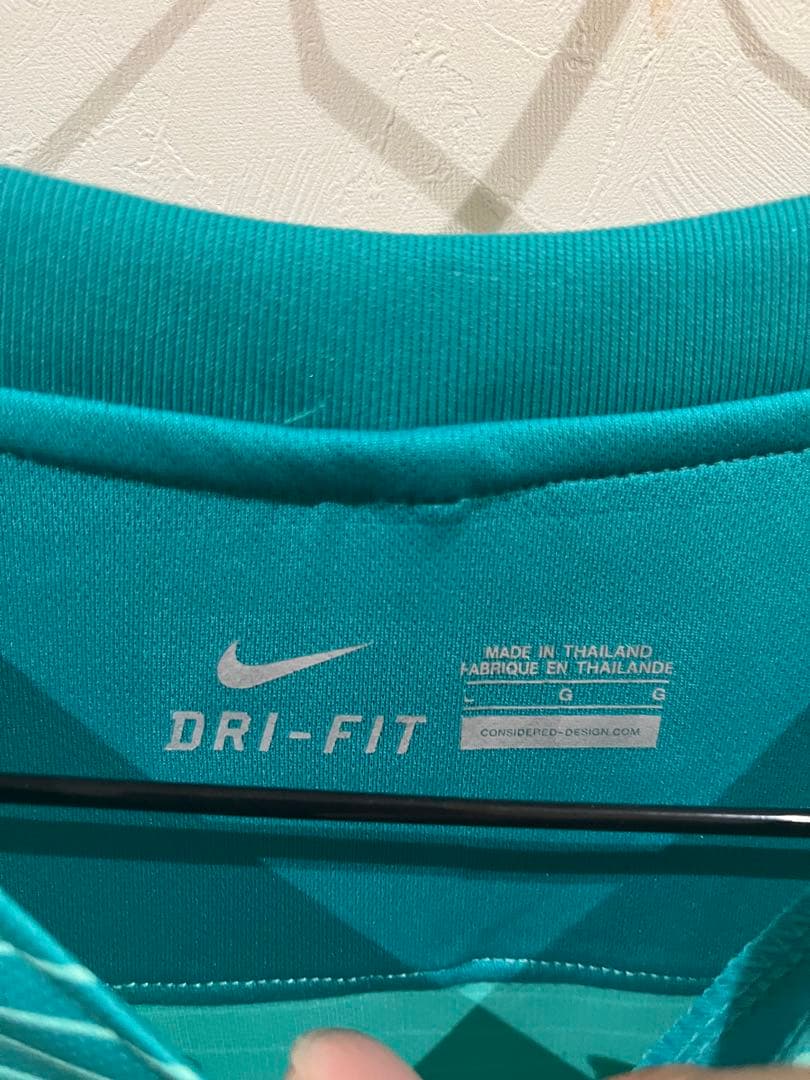 DRI-FIT
MADE IN THAILAND
FABRIQUE EN THAILANDE
L G G
CONSIDERED-DESIGN.COM